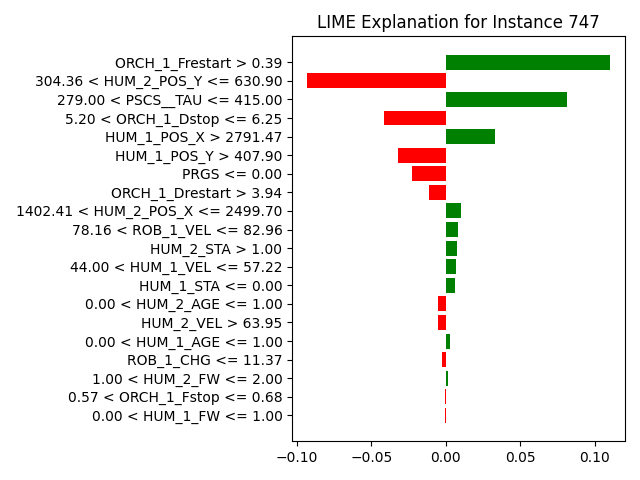 LIME Explanation for Instance 747
ORCH_1_Frestart > 0.39
304.36 < HUM_2_POS_Y <= 630.90
279.00 < PSCS__TAU <= 415.00
5.20 < ORCH_1_Dstop <= 6.25
HUM_1_POS_X > 2791.47
HUM_1_POS_Y > 407.90
PRGS <= 0.00
ORCH_1_Drestart > 3.94
1402.41 < HUM_2_POS_X <= 2499.70
78.16 < ROB_1_VEL <= 82.96
HUM_2_STA > 1.00
44.00 < HUM_1_VEL <= 57.22
HUM_1_STA <= 0.00
0.00 < HUM_2_AGE <= 1.00
HUM_2_VEL > 63.95
0.00 < HUM_1_AGE <= 1.00
ROB_1_CHG <= 11.37
1.00 < HUM_2_FW <= 2.00
0.57 < ORCH_1_Fstop <= 0.68
0.00 < HUM_1_FW <= 1.00
−0.10 −0.05 0.00 0.05 0.10